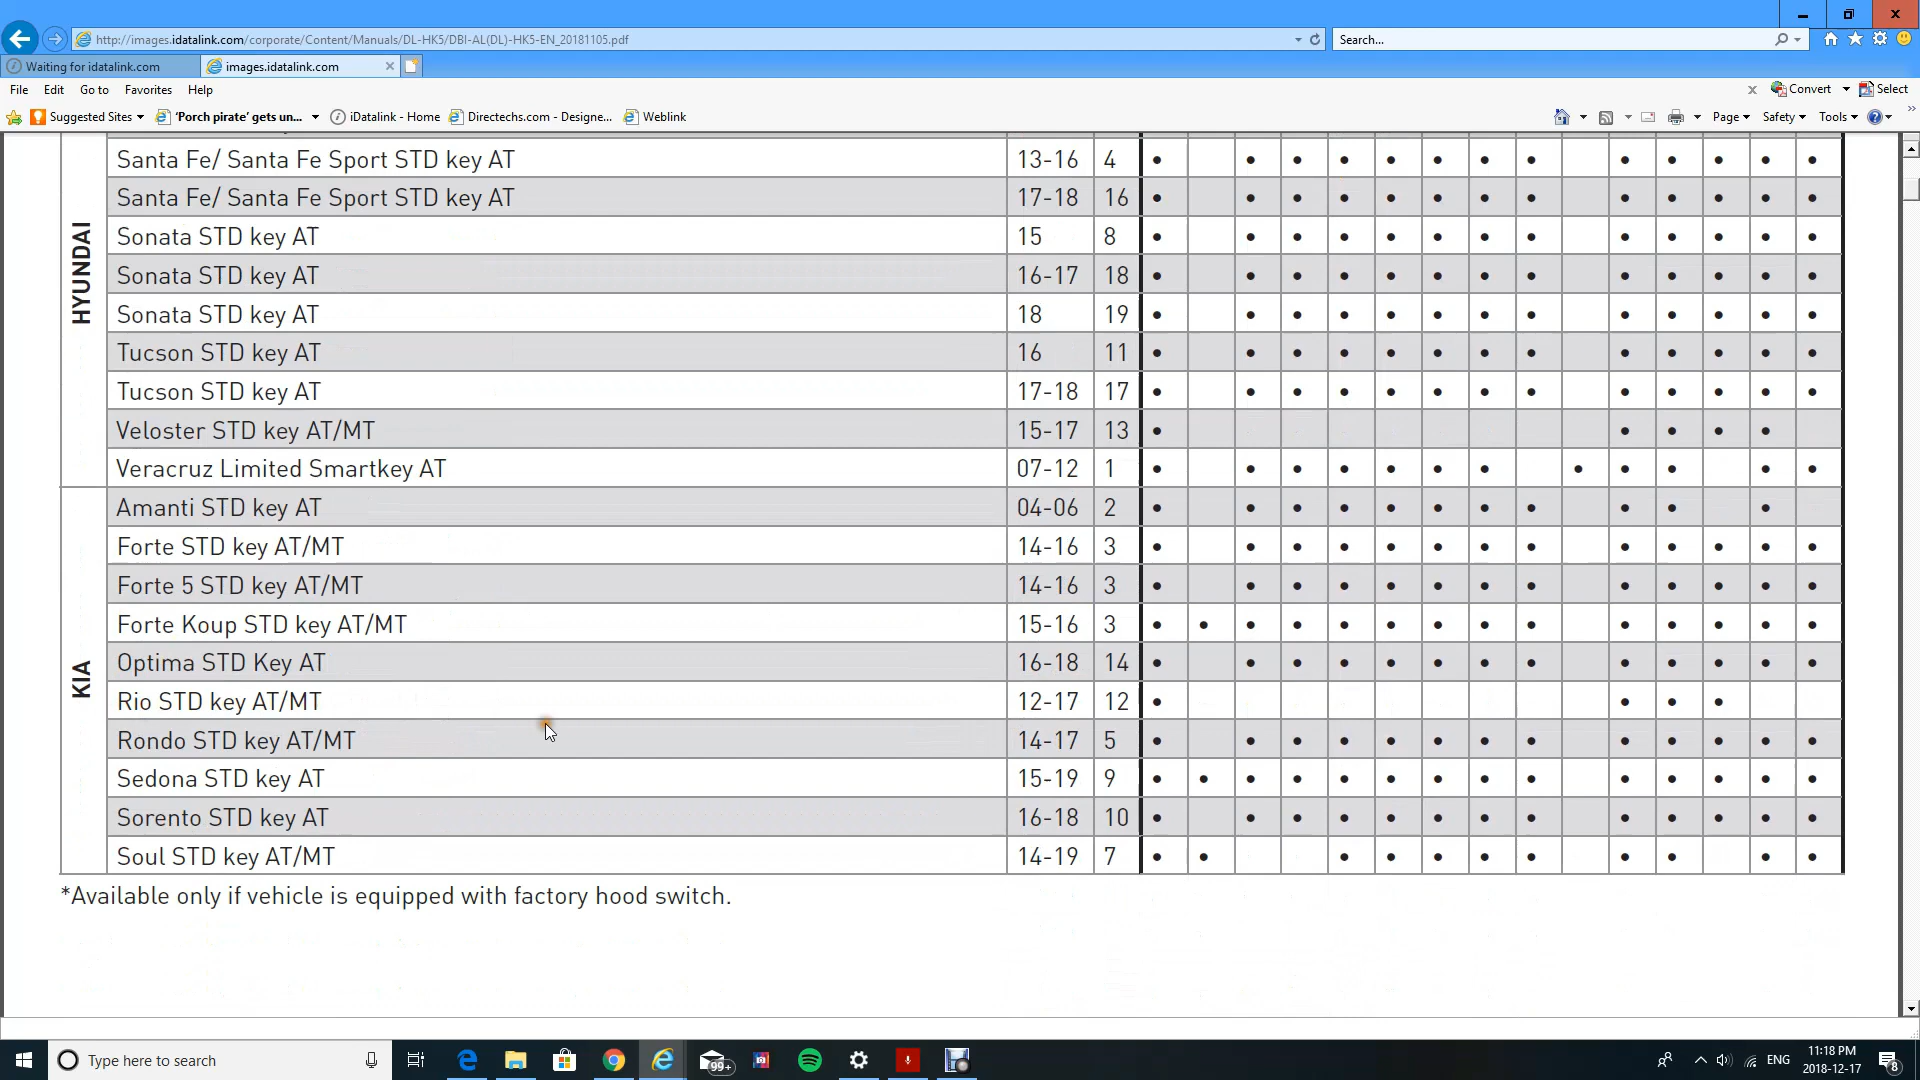 http://images.idatalink.com/corporate/Content/Manuals/DL-HK5/DBI-AL(DL)-HK5-EN_20181105.pdf
Search...
Waiting for idatalink.com
images.idatalink.com
File Edit Go to Favorites Help
Convert Select
Suggested Sites 'Porch pirate' gets un... iDatalink - Home Directechs.com - Designe... Weblink
Page Safety Tools
HYUNDAI
Santa Fe/ Santa Fe Sport STD key AT 13-16 4 • • • • • • • • • • • • •
Santa Fe/ Santa Fe Sport STD key AT 17-18 16 • • • • • • • • • • • • •
Sonata STD key AT 15 8 • • • • • • • • • • • • •
Sonata STD key AT 16-17 18 • • • • • • • • • • • • •
Sonata STD key AT 18 19 • • • • • • • • • • • • •
Tucson STD key AT 16 11 • • • • • • • • • • • • •
Tucson STD key AT 17-18 17 • • • • • • • • • • • • •
Veloster STD key AT/MT 15-17 13 • • • • •
Veracruz Limited Smartkey AT 07-12 1 • • • • • • • • • • • •
KIA
Amanti STD key AT 04-06 2 • • • • • • • • • • •
Forte STD key AT/MT 14-16 3 • • • • • • • • • • • • •
Forte 5 STD key AT/MT 14-16 3 • • • • • • • • • • • • •
Forte Koup STD key AT/MT 15-16 3 • • • • • • • • • • • • • •
Optima STD Key AT 16-18 14 • • • • • • • • • • • • •
Rio STD key AT/MT 12-17 12 • • • •
Rondo STD key AT/MT 14-17 5 • • • • • • • • • • • • •
Sedona STD key AT 15-19 9 • • • • • • • • • • • • • •
Sorento STD key AT 16-18 10 • • • • • • • • • • • • •
Soul STD key AT/MT 14-19 7 • • • • • • • • • • •
*Available only if vehicle is equipped with factory hood switch.
Type here to search
99+
ENG
11:18 PM
2018-12-17
8